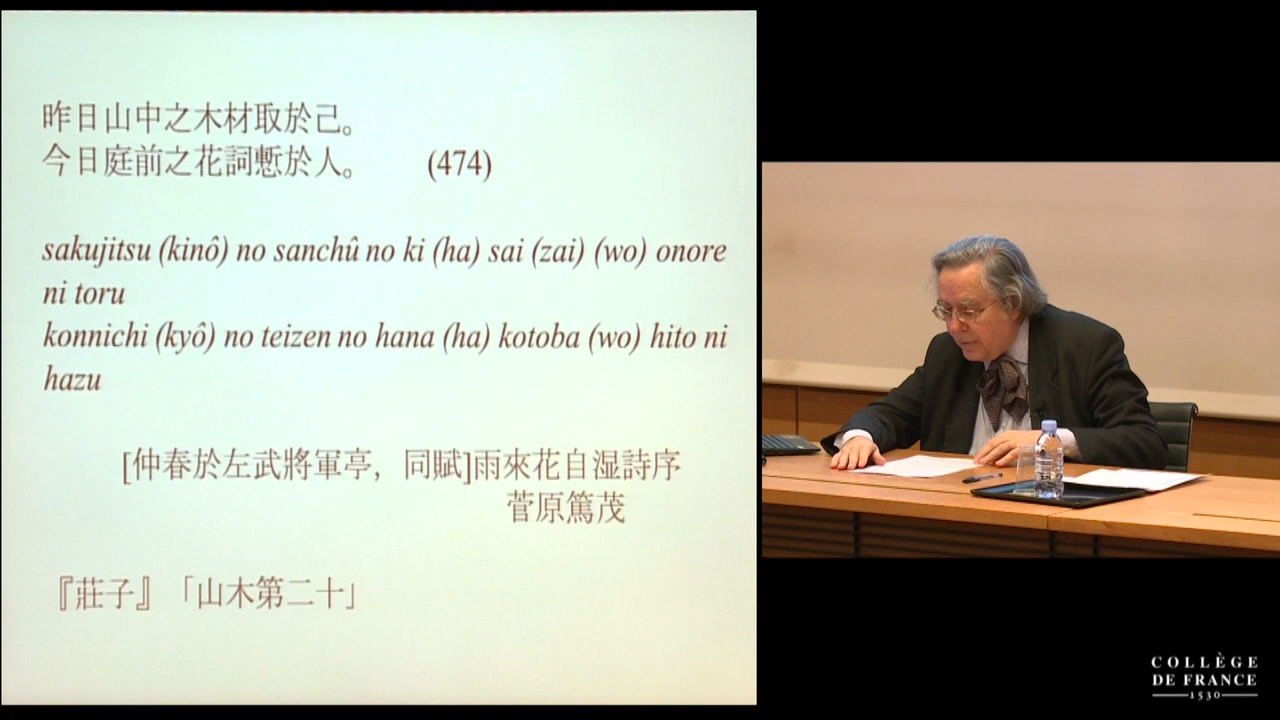 昨日山中之木材取於己。
今日庭前之花詞慙於人。 (474)
sakujitsu (kinô) no sanchû no ki (ha) sai (zai) (wo) onore
ni toru
konnichi (kyô) no teizen no hana (ha) kotoba (wo) hito ni
hazu
[仲春於左武將軍亭，同賦]雨來花自湿詩序
菅原篤茂
『莊子』「山木第二十」
COLLÈGE
DE FRANCE
1530